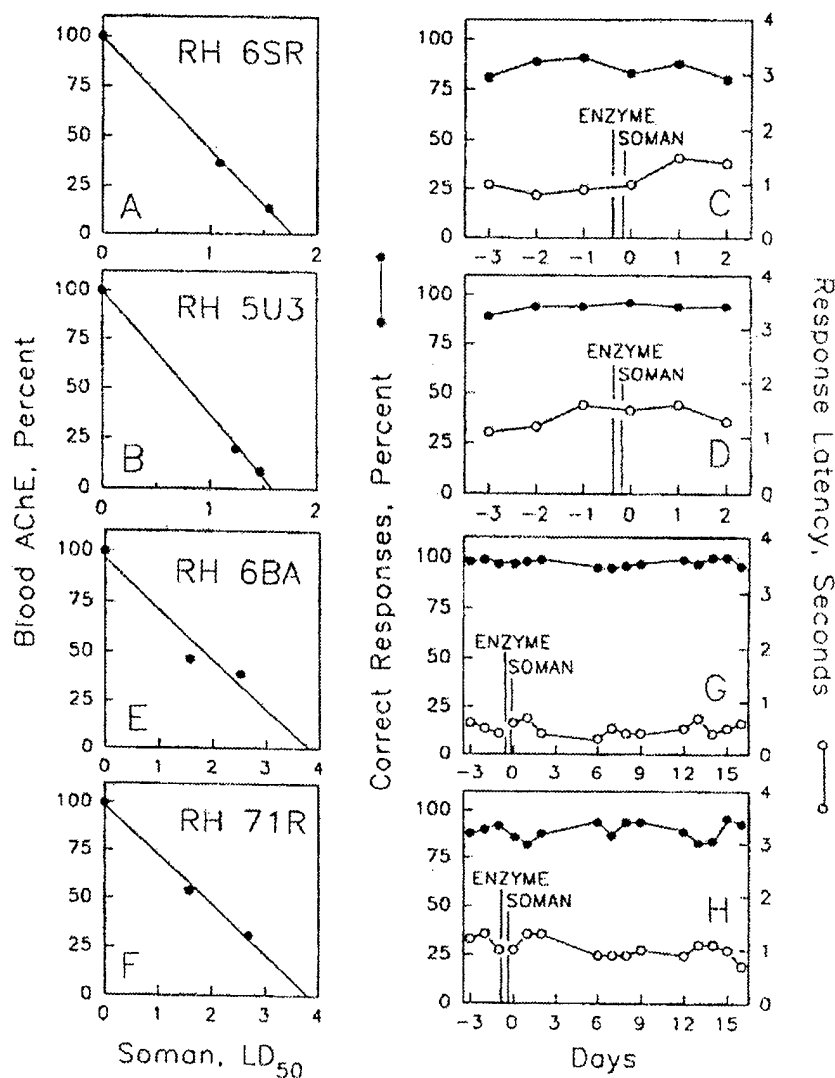 Blood AChE, Percent
100
75
50
25
0
RH 6SR
A
0 1 2
100
75
50
25
0
RH 5U3
B
0 1 2
100
75
50
25
0
RH 6BA
E
0 1 2 3 4
100
75
50
25
0
RH 71R
F
0 1 2 3 4
Soman, LD50
Correct Responses, Percent
100
75
50
25
0
ENZYME
SOMAN
C
4
3
2
1
0
-3 -2 -1 0 1 2
100
75
50
25
0
ENZYME
SOMAN
D
4
3
2
1
0
-3 -2 -1 0 1 2
100
75
50
25
0
ENZYME
SOMAN
G
4
3
2
1
0
-3 0 3 6 9 12 15
100
75
50
25
0
ENZYME
SOMAN
H
4
3
2
1
0
-3 0 3 6 9 12 15
Days
Response Latency, Seconds